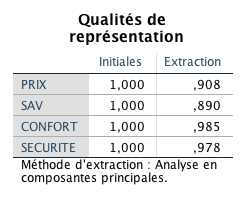 Qualités de
représentation
Initiales Extraction
PRIX 1,000 ,908
SAV 1,000 ,890
CONFORT 1,000 ,985
SECURITE 1,000 ,978
Méthode d'extraction : Analyse en
composantes principales.